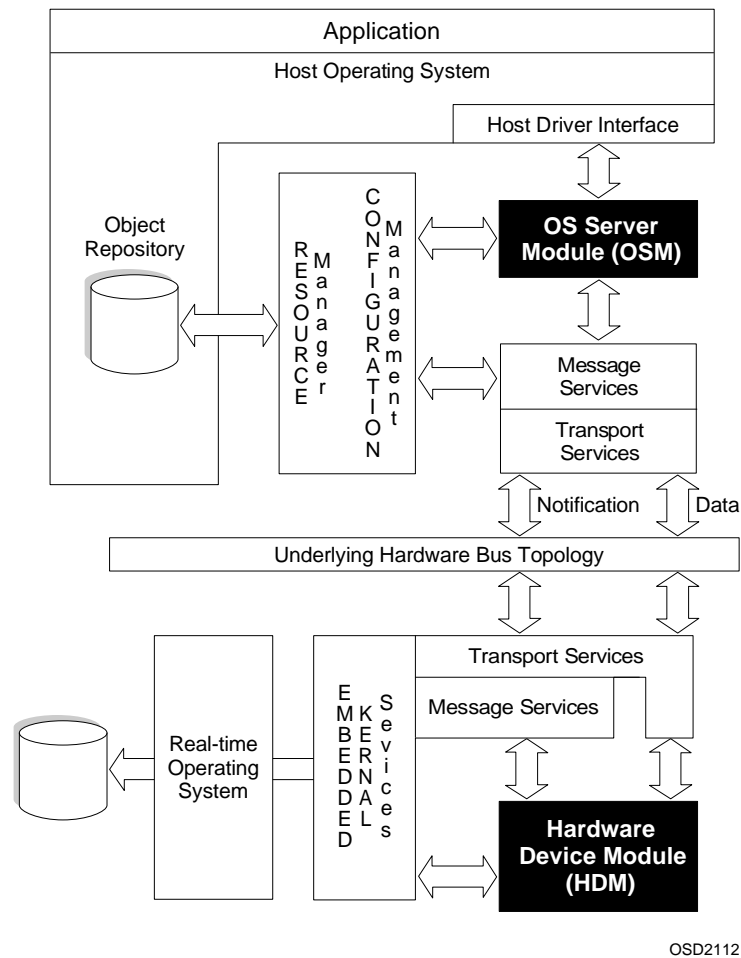 Application
Host Operating System
Host Driver Interface
Object
Repository
RESOURCE
Manager
CONFIGURATION
Management
OS Server
Module (OSM)
Message
Services
Transport
Services
Notification
Data
Underlying Hardware Bus Topology
Transport Services
Message Services
EMBEDDED
KERNAL
Sevices
Real-time
Operating
System
Hardware
Device Module
(HDM)
OSD2112